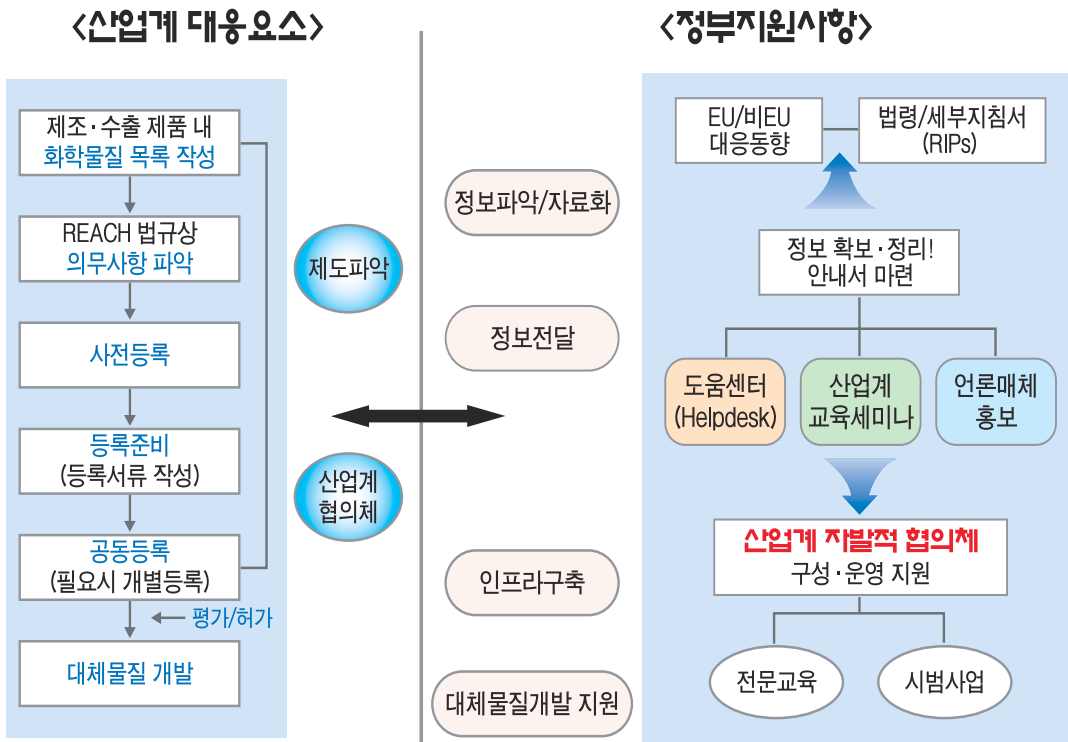 <산업계 대응요소>
제조·수출 제품 내
화학물질 목록 작성
REACH 법규상
의무사항 파악
사전등록
등록준비
(등록서류 작성)
공동등록
(필요시 개별등록)
평가/허가
대체물질 개발
제도파악
산업계
협의체
정보파악/자료화
정보전달
인프라구축
대체물질개발 지원
<정부지원사항>
EU/비EU
대응동향
법령/세부지침서
(RIPs)
정보 확보·정리!
안내서 마련
도움센터
(Helpdesk)
산업계
교육세미나
언론매체
홍보
산업계 자발적 협의체
구성·운영 지원
전문교육
시범사업